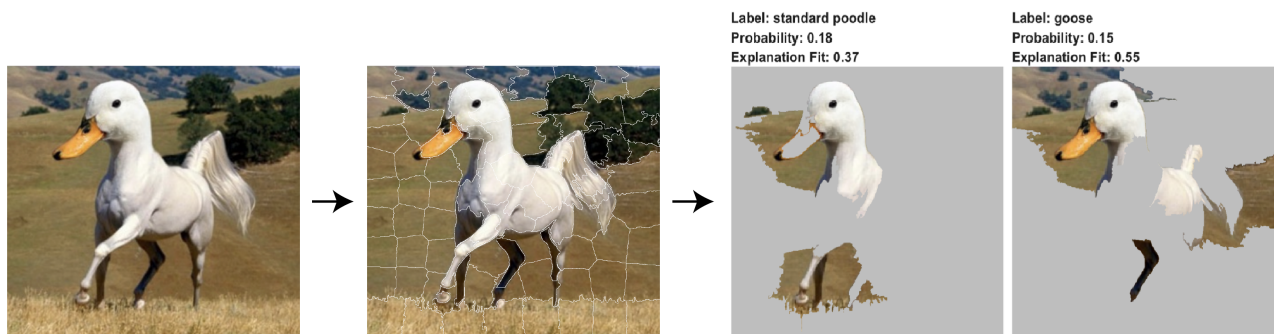 Label: standard poodle
Probability: 0.18
Explanation Fit: 0.37
Label: goose
Probability: 0.15
Explanation Fit: 0.55